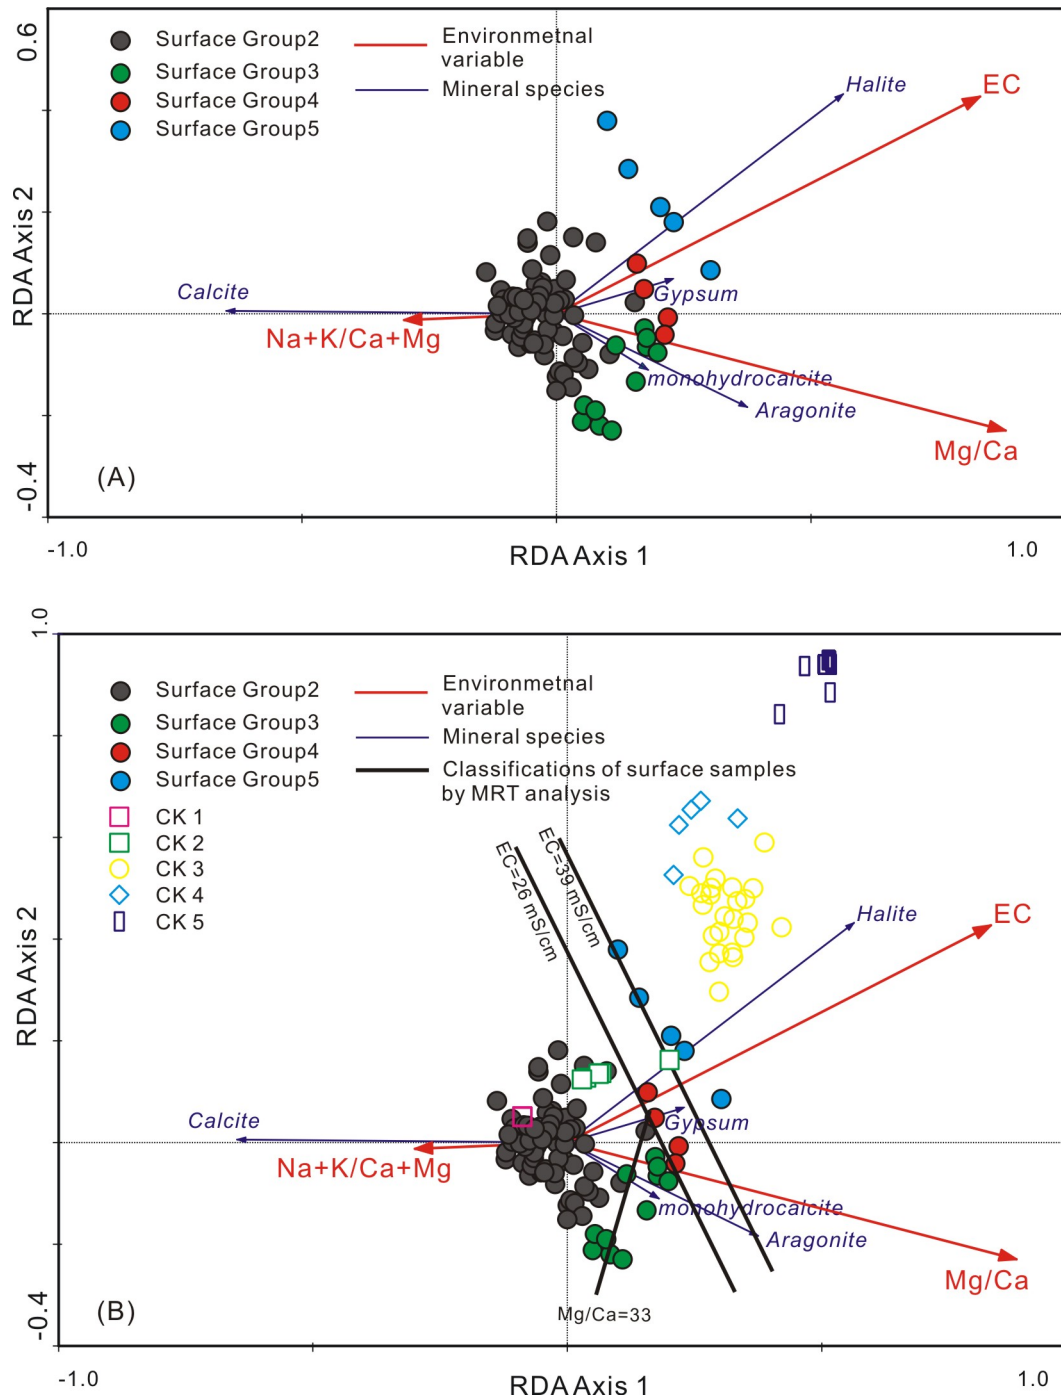 0.6
Surface Group2
Surface Group3
Surface Group4
Surface Group5
Environmetnal
variable
Mineral species
Halite
EC
RDA Axis 2
Calcite
Na+K/Ca+Mg
Gypsum
monohydrocalcite
Aragonite
Mg/Ca
(A)
-0.4
-1.0
RDA Axis 1
1.0
1.0
Surface Group2
Surface Group3
Surface Group4
Surface Group5
CK 1
CK 2
CK 3
CK 4
CK 5
Environmetnal
variable
Mineral species
Classifications of surface samples
by MRT analysis
EC=26 mS/cm
EC=39 mS/cm
Halite
EC
RDA Axis 2
Calcite
Na+K/Ca+Mg
Gypsum
monohydrocalcite
Aragonite
Mg/Ca
Mg/Ca=33
(B)
-0.4
-1.0
RDA Axis 1
1.0